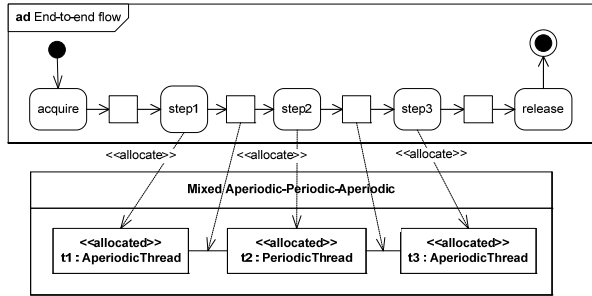 ad End-to-end flow
acquire
step1
step2
step3
release
<<allocate>>
<<allocate>>
<<allocate>>
Mixed Aperiodic-Periodic-Aperiodic
<<allocated>>
t1 : AperiodicThread
<<allocated>>
t2 : PeriodicThread
<<allocated>>
t3 : AperiodicThread